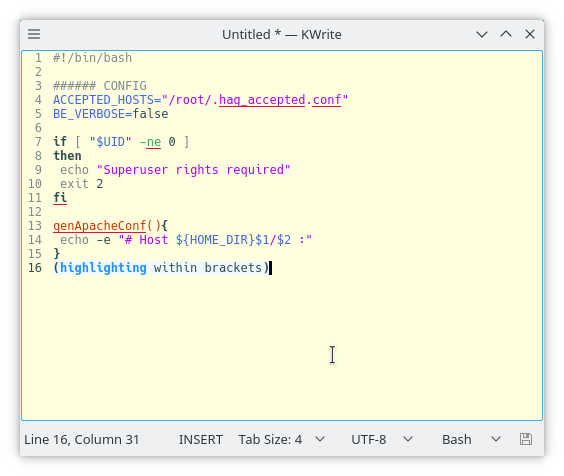 Untitled * — KWrite
1 #!/bin/bash
2
3 ###### CONFIG
4 ACCEPTED_HOSTS="/root/.hag_accepted.conf"
5 BE_VERBOSE=false
6
7 if [ "$UID" -ne 0 ]
8 then
9  echo "Superuser rights required"
10  exit 2
11 fi
12
13 genApacheConf(){
14  echo -e "# Host ${HOME_DIR}$1/$2 :"
15 }
16 (highlighting within brackets)
Line 16, Column 31 INSERT Tab Size: 4 UTF-8 Bash